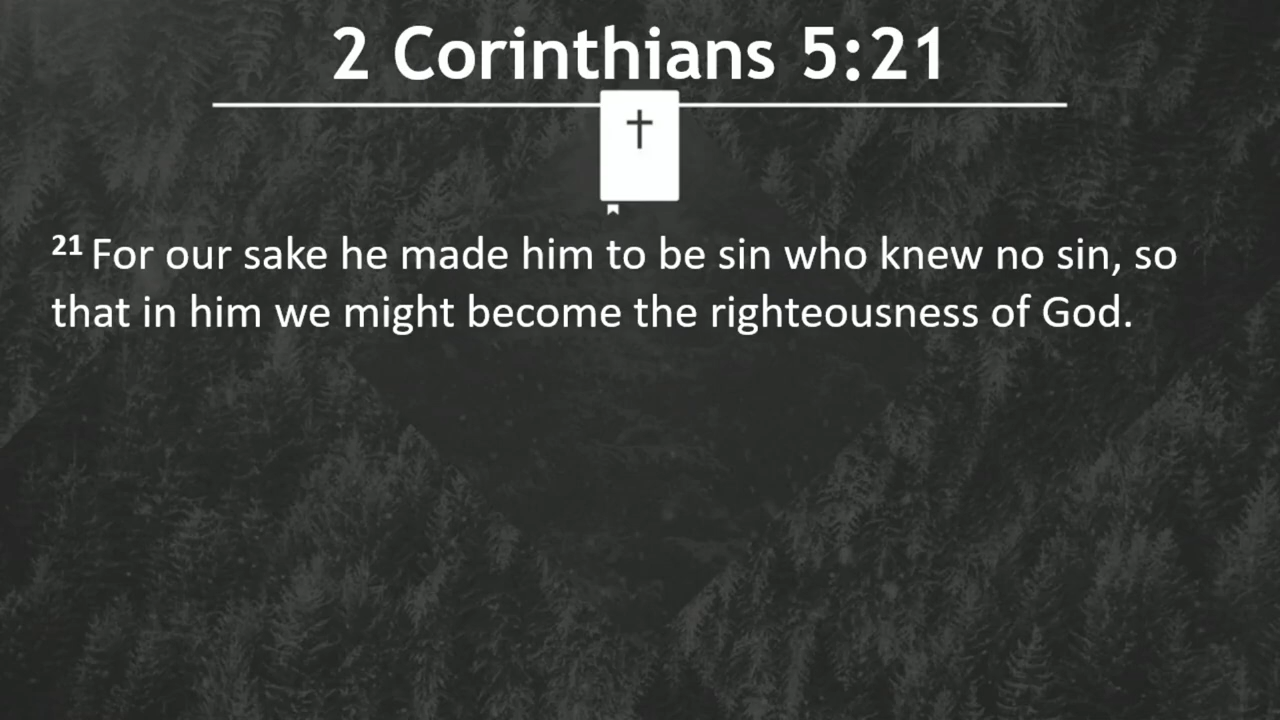 2 Corinthians 5:21
21 For our sake he made him to be sin who knew no sin, so
that in him we might become the righteousness of God.